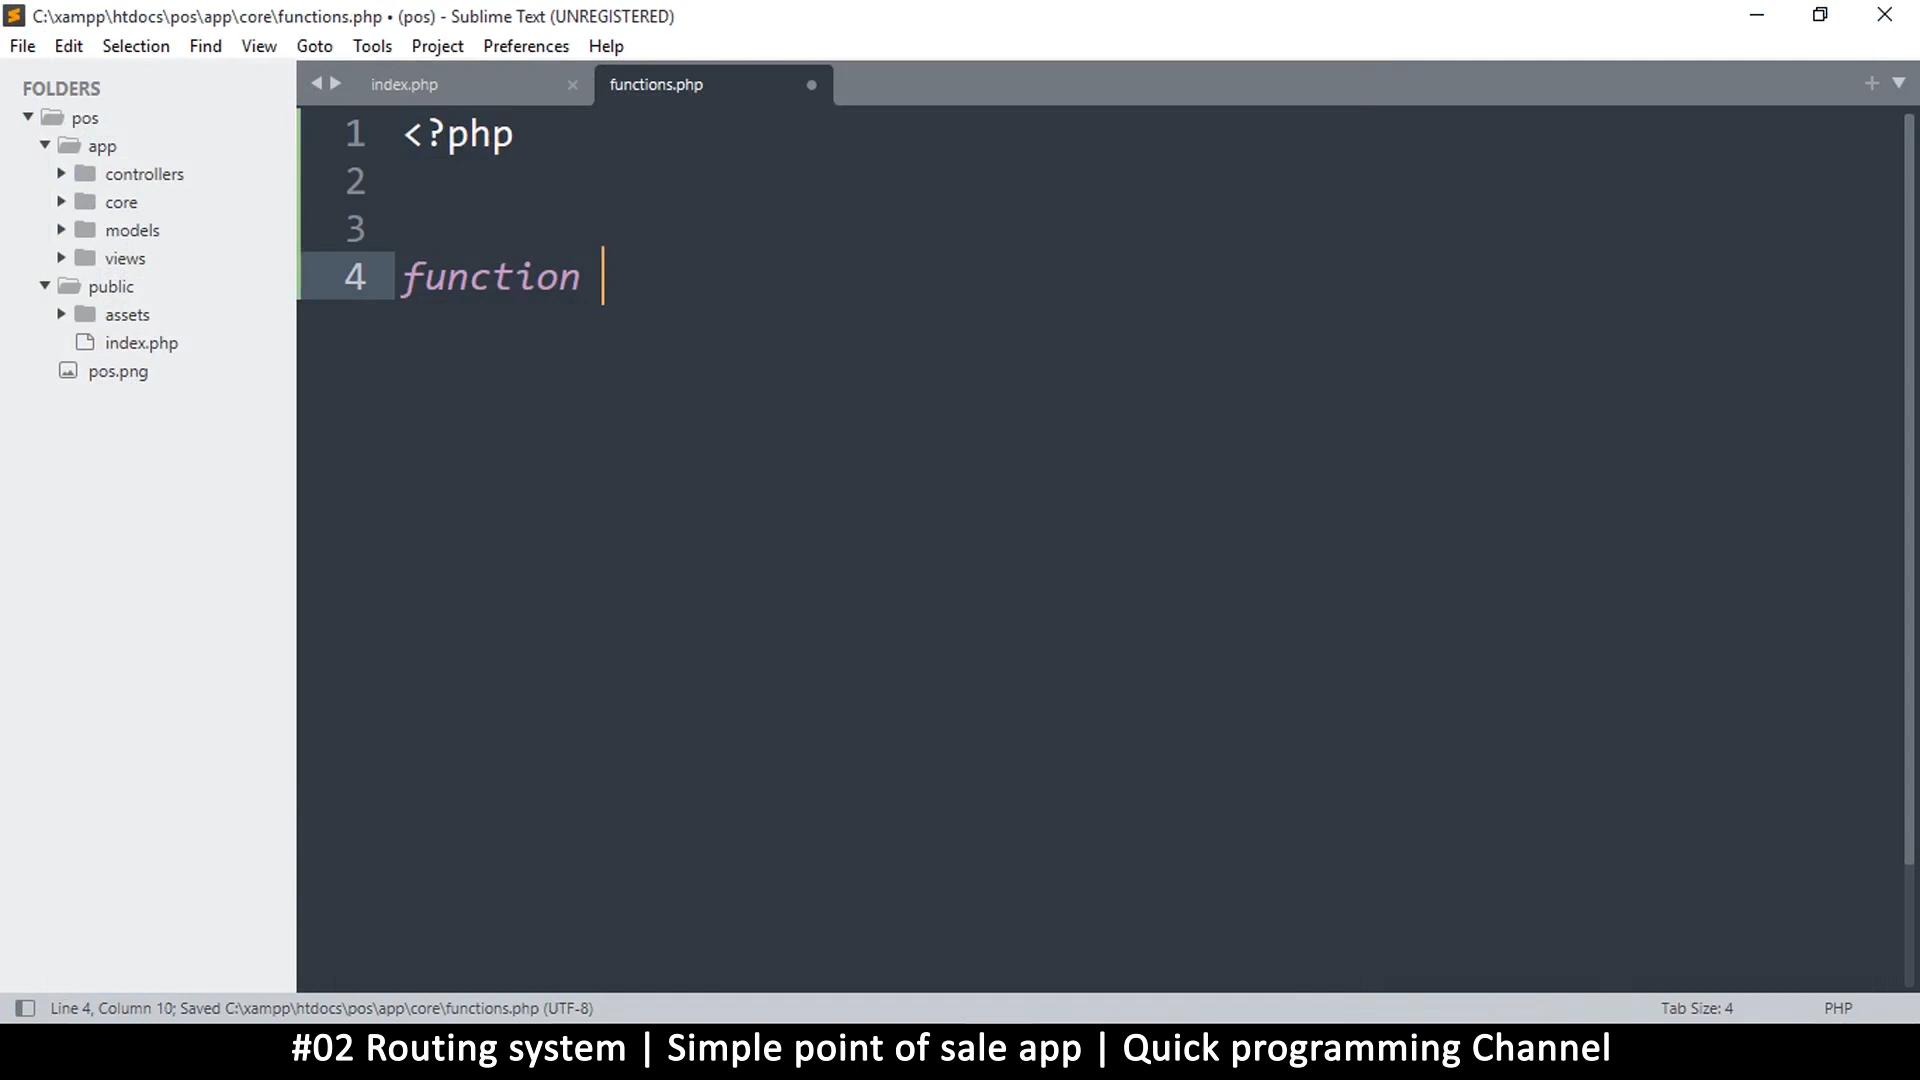 C:\xampp\htdocs\pos\app\core\functions.php • (pos) - Sublime Text (UNREGISTERED)
File Edit Selection Find View Goto Tools Project Preferences Help
FOLDERS
pos
app
controllers
core
models
views
public
assets
index.php
pos.png
index.php functions.php
1 <?php
2
3
4 function
Line 4, Column 10; Saved C:\xampp\htdocs\pos\app\core\functions.php (UTF-8) Tab Size: 4 PHP
#02 Routing system | Simple point of sale app | Quick programming Channel